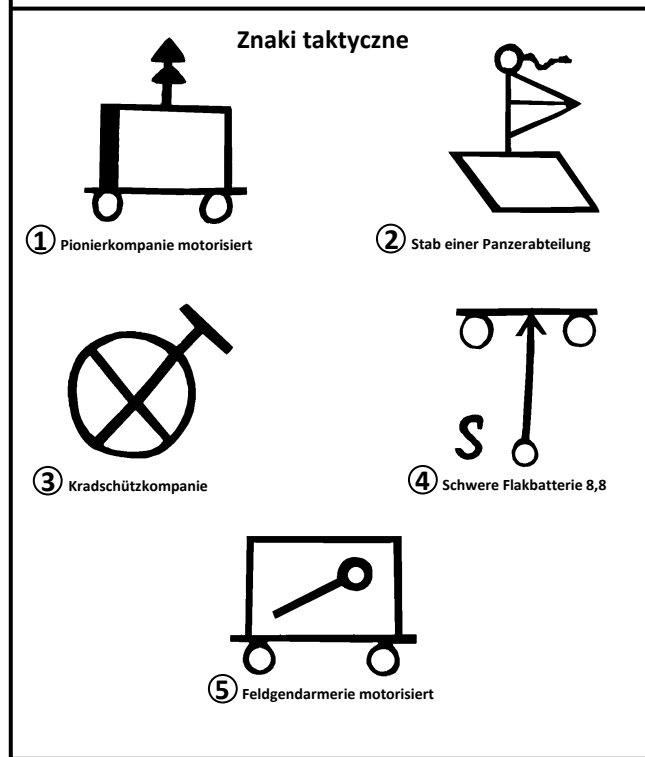 Znaki taktyczne
1 Pionierkompanie motorisiert
2 Stab einer Panzerabteilung
3 Kradschützkompanie
S
4 Schwere Flakbatterie 8,8
5 Feldgendarmerie motorisiert